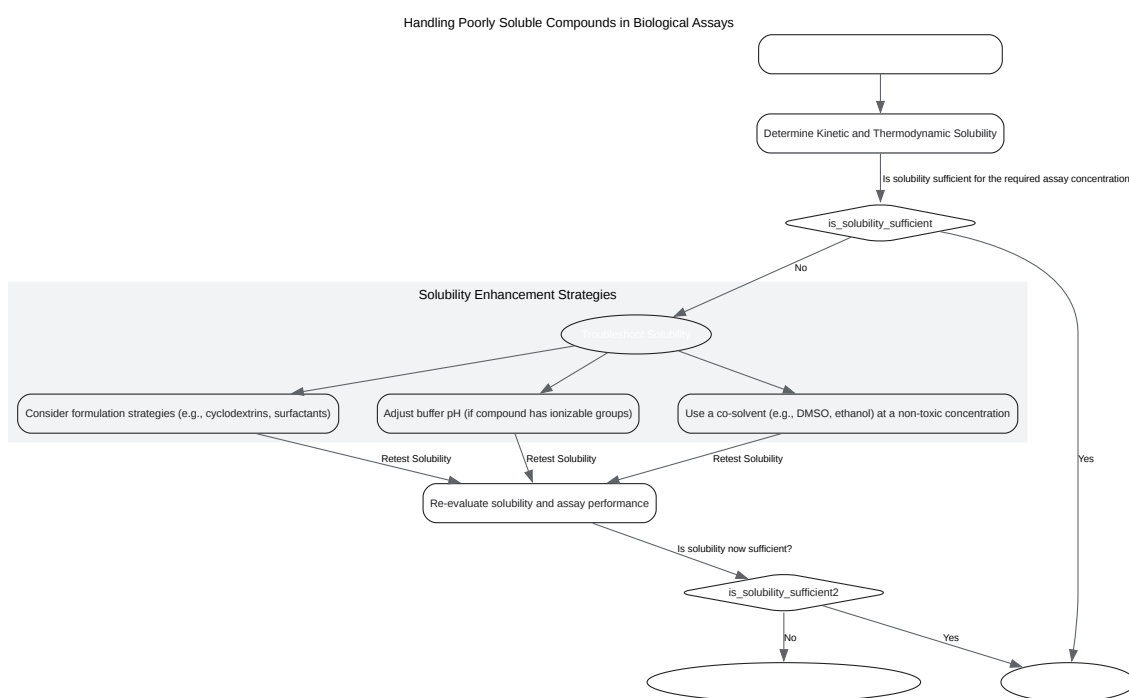 Handling Poorly Soluble Compounds in Biological Assays
Determine Kinetic and Thermodynamic Solubility
Is solubility sufficient for the required assay concentration
is_solubility_sufficient
No
Solubility Enhancement Strategies
Troubleshoot Solubility
Consider formulation strategies (e.g., cyclodextrins, surfactants)
Adjust buffer pH (if compound has ionizable groups)
Use a co-solvent (e.g., DMSO, ethanol) at a non-toxic concentration
Retest Solubility
Retest Solubility
Retest Solubility
Yes
Re-evaluate solubility and assay performance
Is solubility now sufficient?
is_solubility_sufficient2
No
Yes